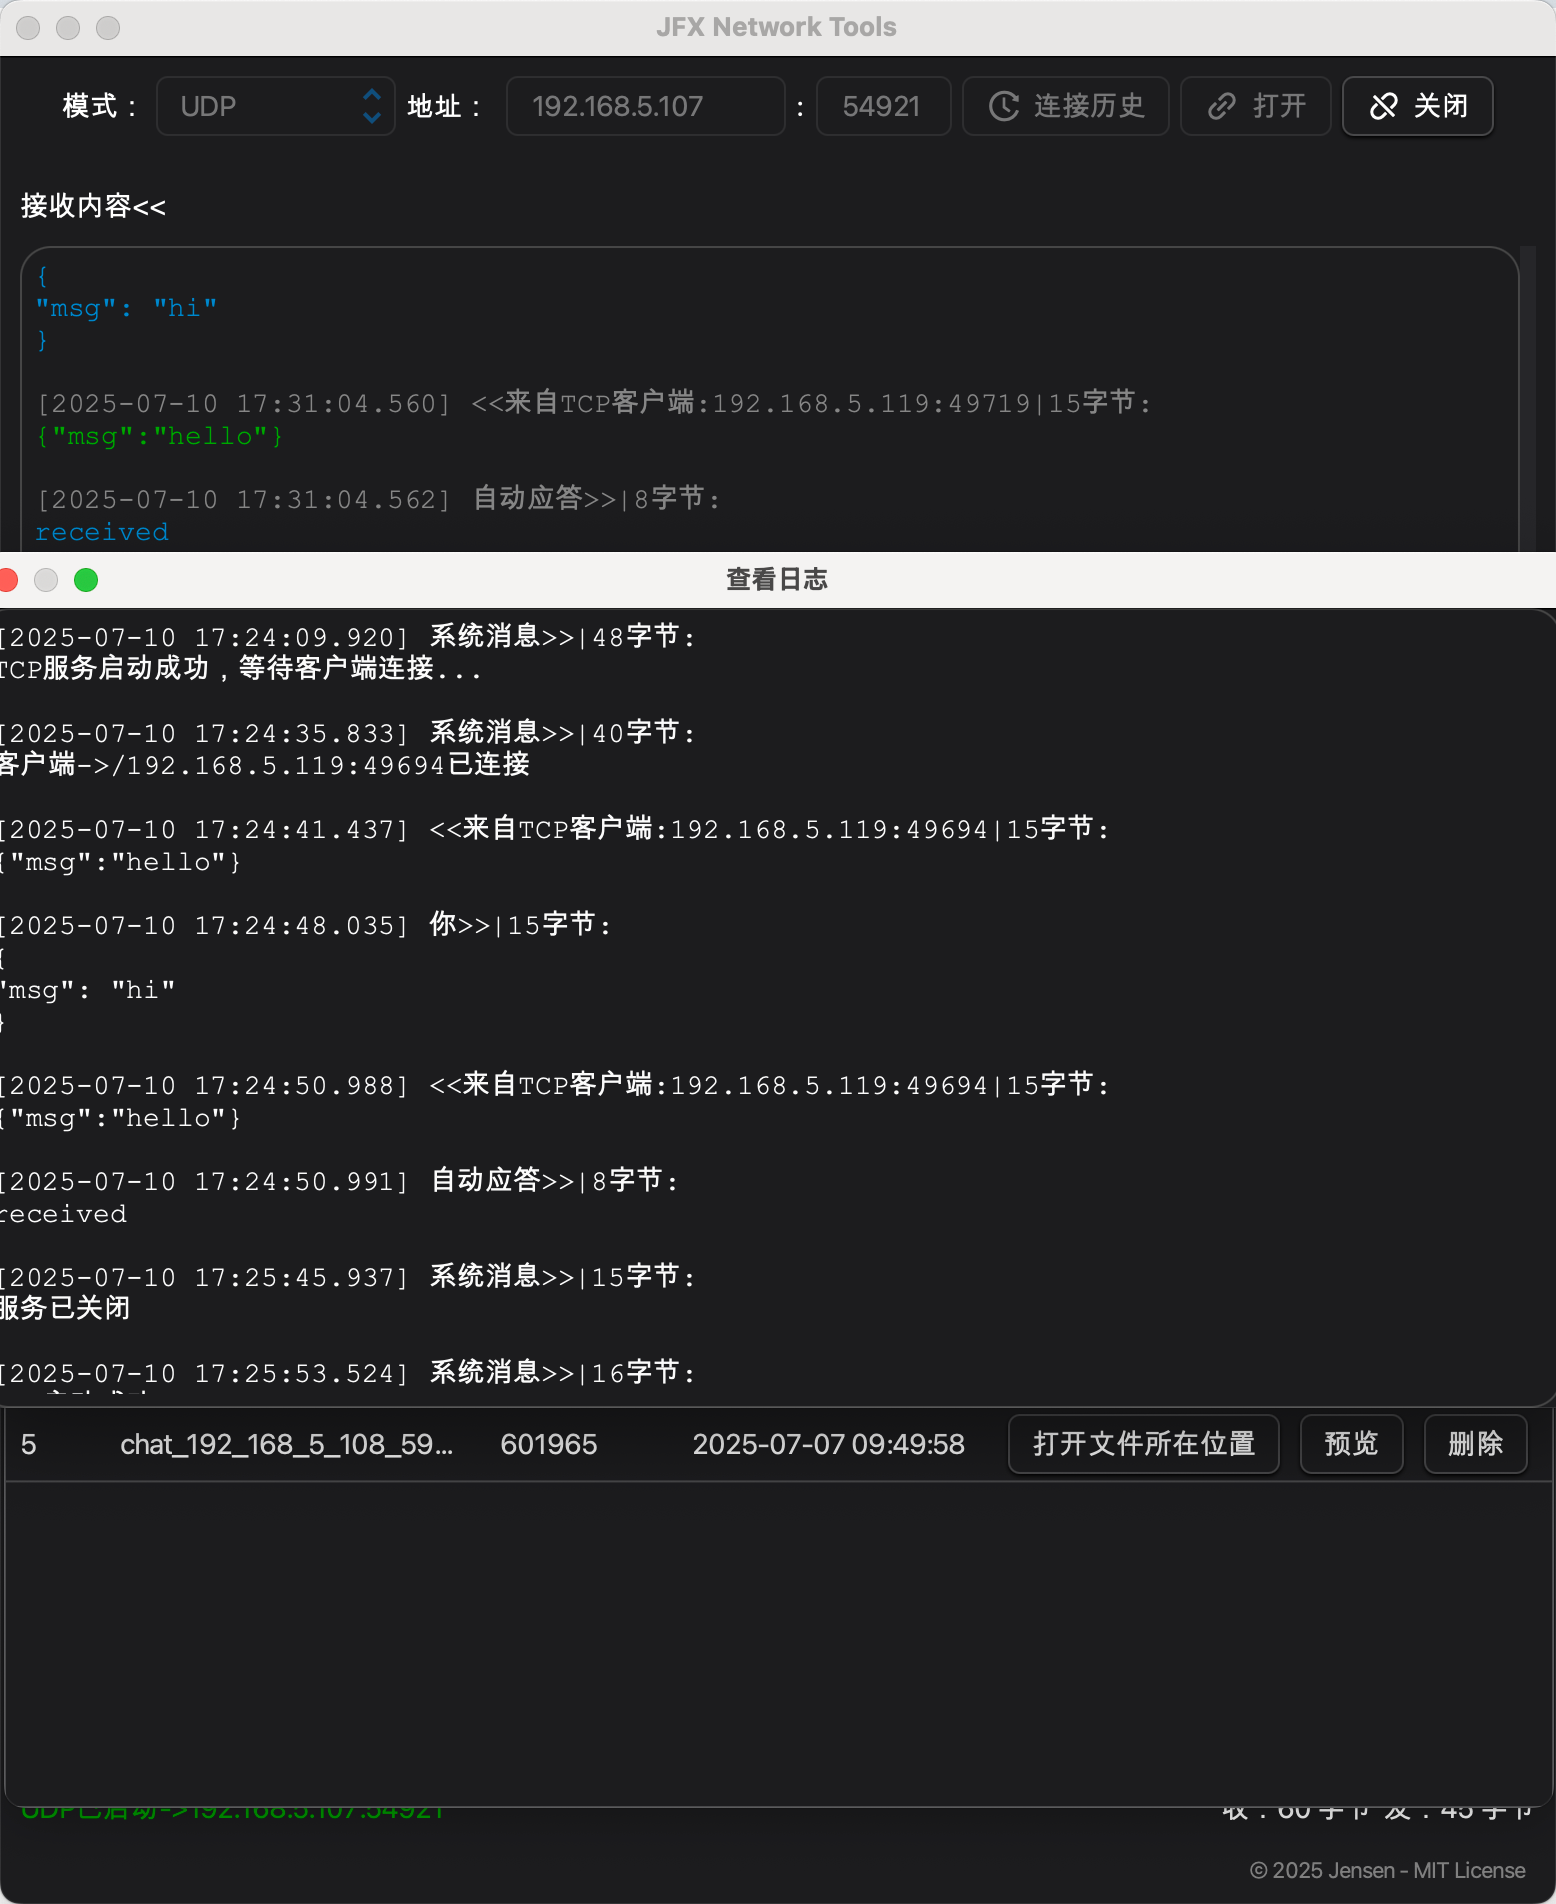 JFX Network Tools
模式： UDP 地址： 192.168.5.107 : 54921 连接历史 打开 关闭
接收内容<<
{
"msg": "hi"
}
[2025-07-10 17:31:04.560] <<来自TCP客户端:192.168.5.119:49719|15字节:
{"msg":"hello"}
[2025-07-10 17:31:04.562] 自动应答>>|8字节:
received
查看日志
[2025-07-10 17:24:09.920] 系统消息>>|48字节:
TCP服务启动成功，等待客户端连接...
[2025-07-10 17:24:35.833] 系统消息>>|40字节:
客户端->/192.168.5.119:49694已连接
[2025-07-10 17:24:41.437] <<来自TCP客户端:192.168.5.119:49694|15字节:
{"msg":"hello"}
[2025-07-10 17:24:48.035] 你>>|15字节:
{
"msg": "hi"
}
[2025-07-10 17:24:50.988] <<来自TCP客户端:192.168.5.119:49694|15字节:
{"msg":"hello"}
[2025-07-10 17:24:50.991] 自动应答>>|8字节:
received
[2025-07-10 17:25:45.937] 系统消息>>|15字节:
服务已关闭
[2025-07-10 17:25:53.524] 系统消息>>|16字节:
5 chat_192_168_5_108_59... 601965 2025-07-07 09:49:58 打开文件所在位置 预览 删除
UDP已启动->192.168.5.107:54921 收：60 字节 发：45 字节
© 2025 Jensen - MIT License